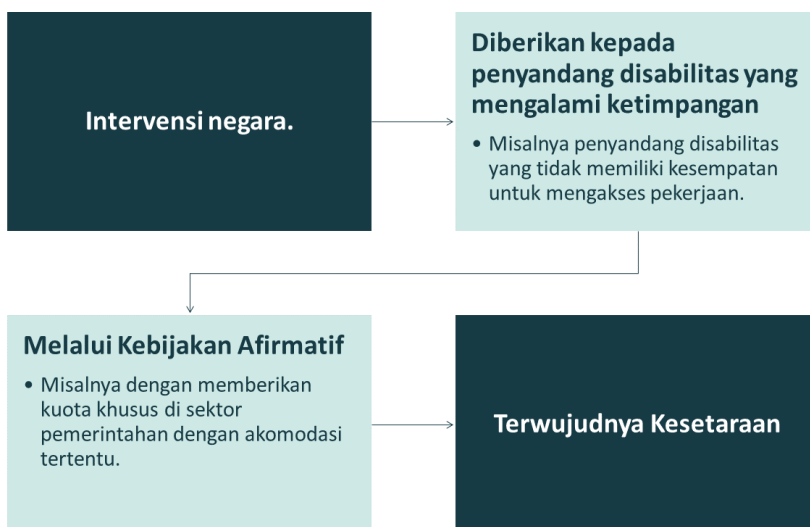 Intervensi negara.
Diberikan kepada
penyandang disabilitas yang
mengalami ketimpangan
• Misalnya penyandang disabilitas
yang tidak memiliki kesempatan
untuk mengakses pekerjaan.
Melalui Kebijakan Afirmatif
• Misalnya dengan memberikan
kuota khusus di sektor
pemerintahan dengan akomodasi
tertentu.
Terwujudnya Kesetaraan